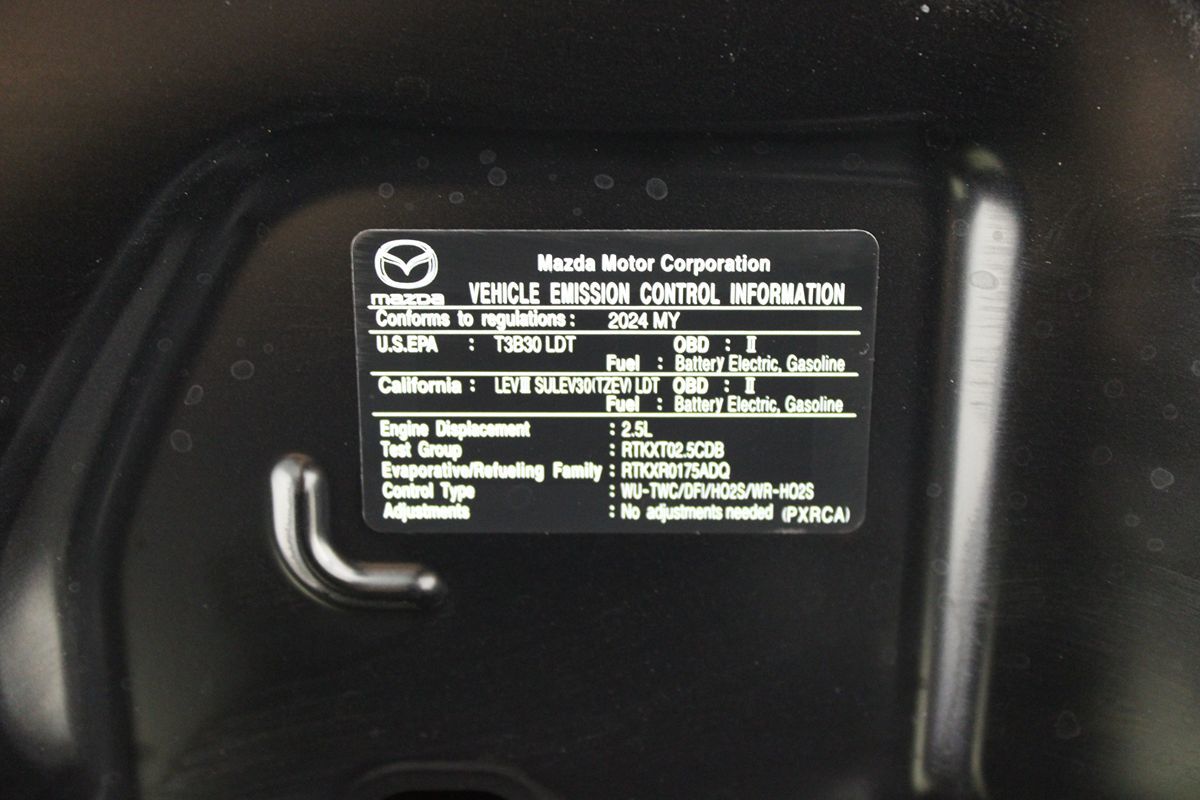 Mazda Motor Corporation
mazda VEHICLE EMISSION CONTROL INFORMATION
Conforms to regulations : 2024 MY
U.S.EPA : T3B30 LDT OBD : II
Fuel : Battery Electric, Gasoline
California : LEVIII SULEV30(TZEV) LDT OBD : II
Fuel : Battery Electric, Gasoline
Engine Displacement : 2.5L
Test Group : RTKXT02.5CDB
Evaporative/Refueling Family : RTKXR0175ADQ
Control Type : WU-TWC/DFI/HO2S/WR-HO2S
Adjustments : No adjustments needed (PXRCA)